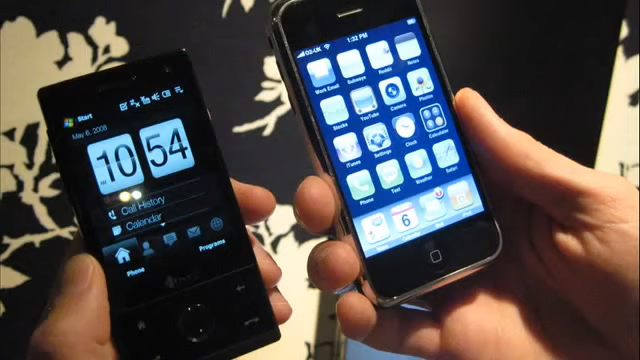 Start
May 6, 2008
10 54
Call History
Calendar
Programs
Phone
O2-UK
1:32 PM
Work Email
Subways
Reddit
Notes
Stocks
YouTube
Camera
Photos
iTunes
Settings
Clock
Calculator
Phone
Text
Weather
Safari
6